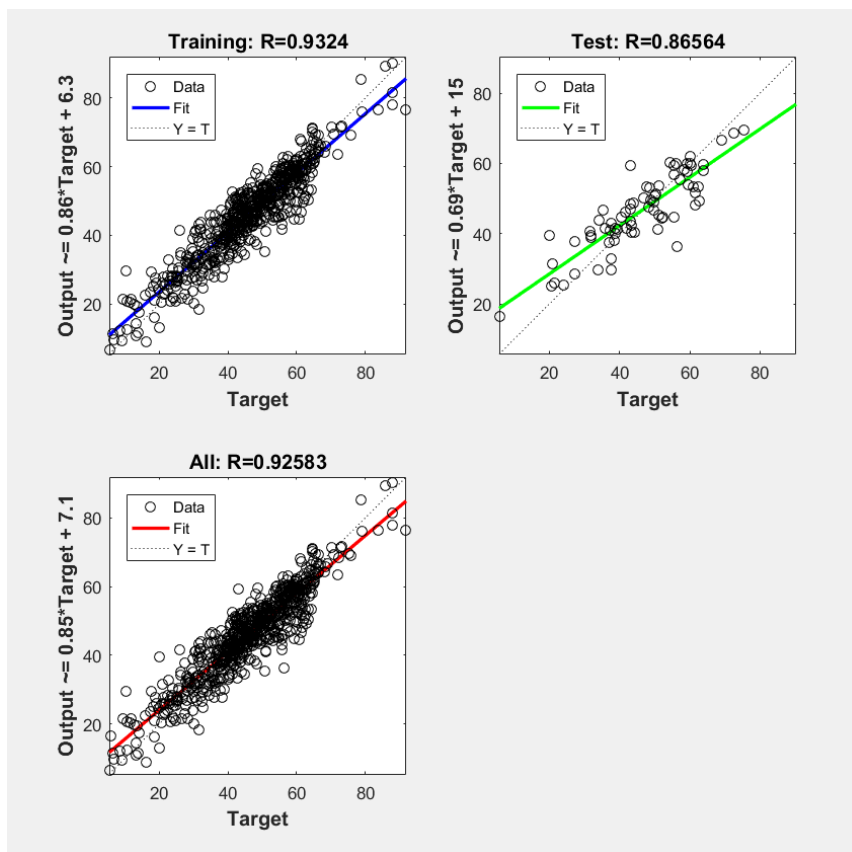 Training: R=0.9324
Output ~= 0.86*Target + 6.3
Data
Fit
Y = T
80
60
40
20
20 40 60 80
Target
Test: R=0.86564
Output ~= 0.69*Target + 15
Data
Fit
Y = T
80
60
40
20
20 40 60 80
Target
All: R=0.92583
Output ~= 0.85*Target + 7.1
Data
Fit
Y = T
80
60
40
20
20 40 60 80
Target